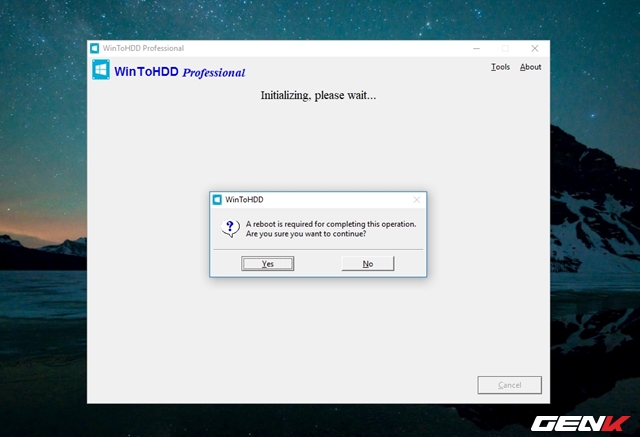 WinToHDD Professional
WinToHDD Professional
Tools About
Initializing, please wait...
WinToHDD
A reboot is required for completing this operation.
Are you sure you want to continue?
Yes No
Cancel
GENK